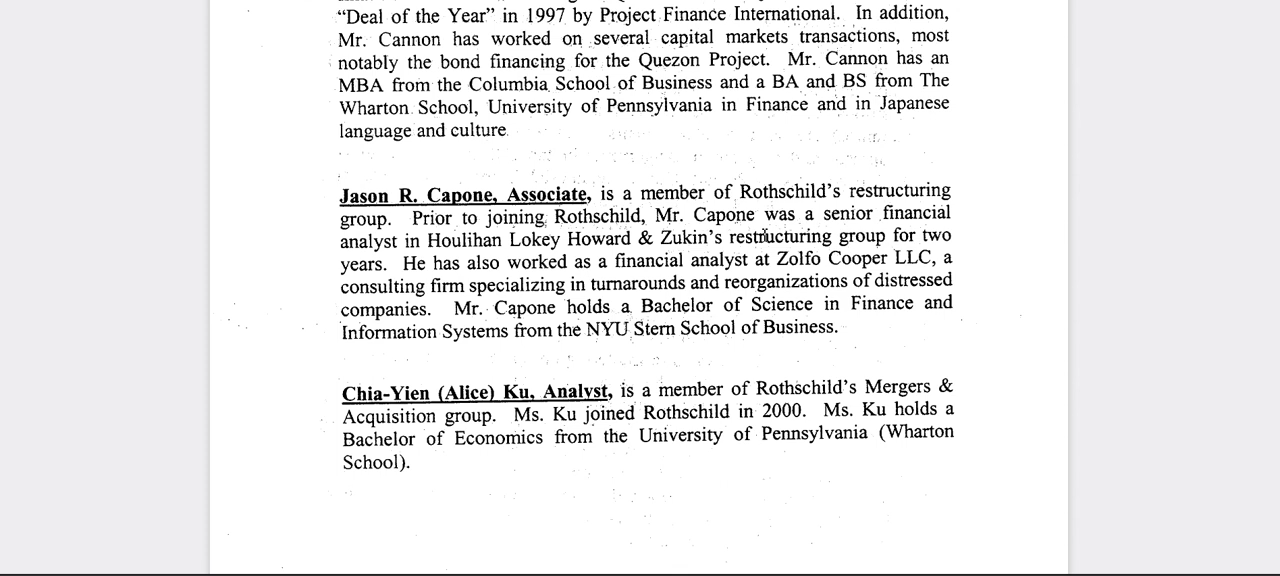 “Deal of the Year” in 1997 by Project Finance International. In addition,
Mr. Cannon has worked on several capital markets transactions, most
notably the bond financing for the Quezon Project. Mr. Cannon has an
MBA from the Columbia School of Business and a BA and BS from The
Wharton School, University of Pennsylvania in Finance and in Japanese
language and culture
Jason R. Capone, Associate, is a member of Rothschild’s restructuring
group. Prior to joining Rothschild, Mr. Capone was a senior financial
analyst in Houlihan Lokey Howard & Zukin’s restructuring group for two
years. He has also worked as a financial analyst at Zolfo Cooper LLC, a
consulting firm specializing in turnarounds and reorganizations of distressed
companies. Mr. Capone holds a Bachelor of Science in Finance and
Information Systems from the NYU Stern School of Business.
Chia-Yien (Alice) Ku, Analyst, is a member of Rothschild’s Mergers &
Acquisition group. Ms. Ku joined Rothschild in 2000. Ms. Ku holds a
Bachelor of Economics from the University of Pennsylvania (Wharton
School).